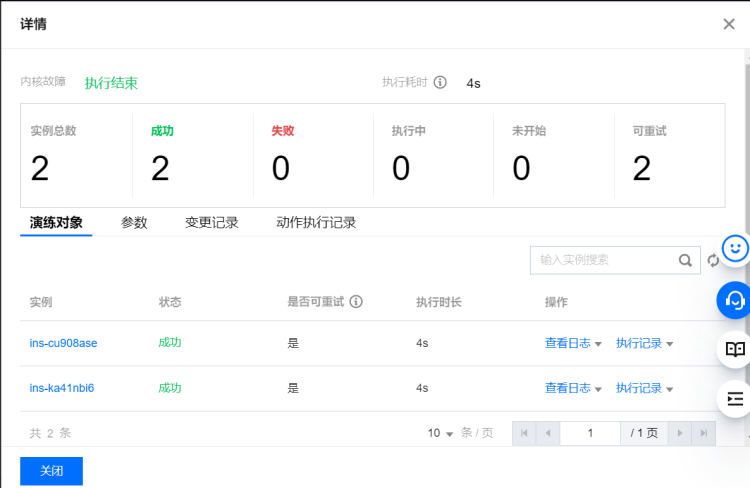 详情
内核故障 执行结束 执行耗时 4s
实例总数 成功 失败 执行中 未开始 可重试
2 2 0 0 0 2
演练对象 参数 变更记录 动作执行记录
输入实例搜索
实例 状态 是否可重试 执行时长 操作
ins-cu908ase 成功 是 4s 查看日志 执行记录
ins-ka41nbi6 成功 是 4s 查看日志 执行记录
共 2 条 10 条 / 页 1 / 1 页
关闭